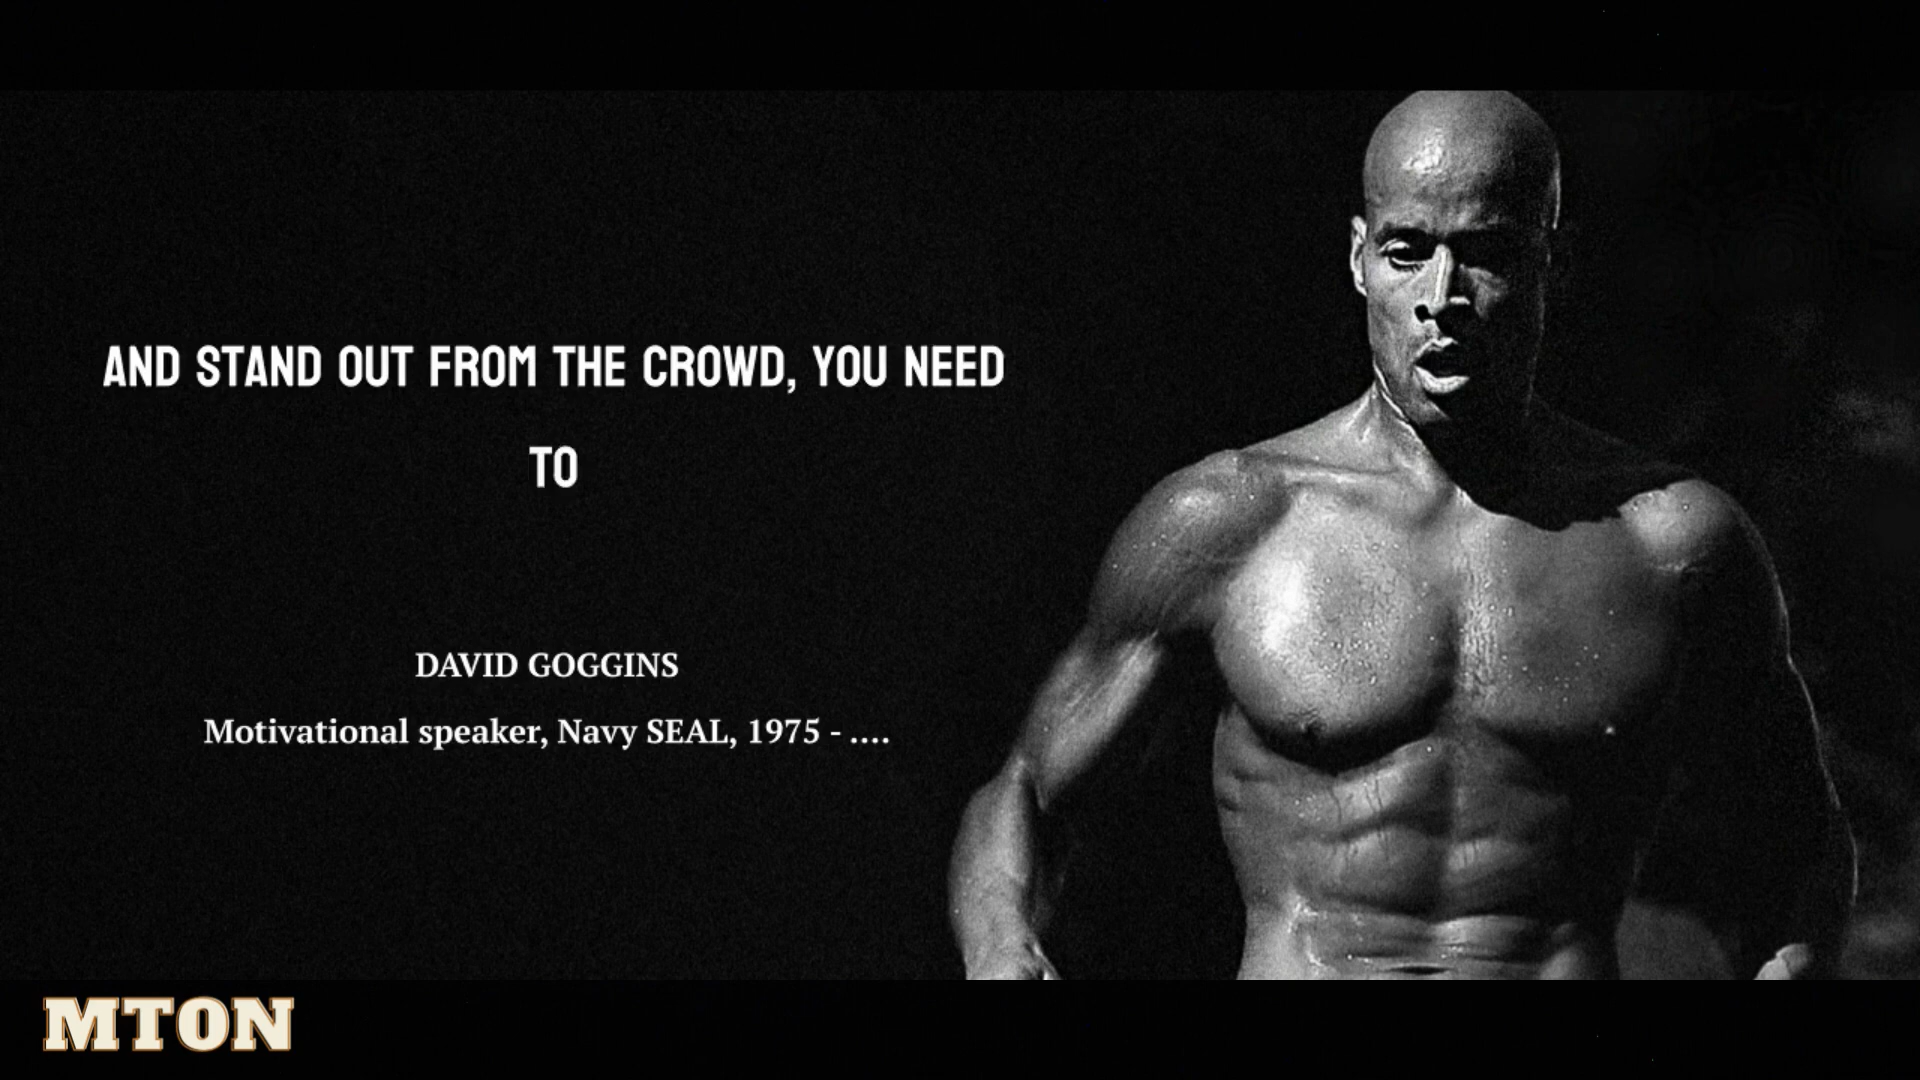 AND STAND OUT FROM THE CROWD, YOU NEED
TO
DAVID GOGGINS
Motivational speaker, Navy SEAL, 1975 - ....
MTON